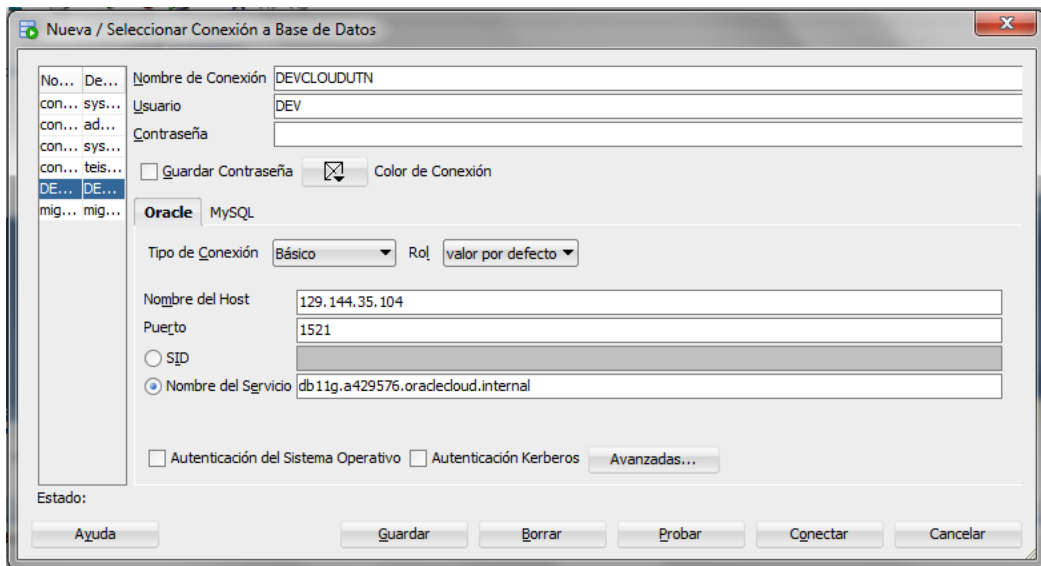 Nueva / Seleccionar Conexión a Base de Datos
No... De...
con... sys...
con... ad...
con... sys...
con... teis...
DE... DE...
mig... mig...
Nombre de Conexión DEVCLOUDUTN
Usuario DEV
Contraseña
Guardar Contraseña Color de Conexión
Oracle MySQL
Tipo de Conexión Básico Rol valor por defecto
Nombre del Host 129.144.35.104
Puerto 1521
SID
Nombre del Servicio db11g.a429576.oraclecloud.internal
Autenticación del Sistema Operativo Autenticación Kerberos Avanzadas...
Estado:
Ayuda Guardar Borrar Probar Conectar Cancelar